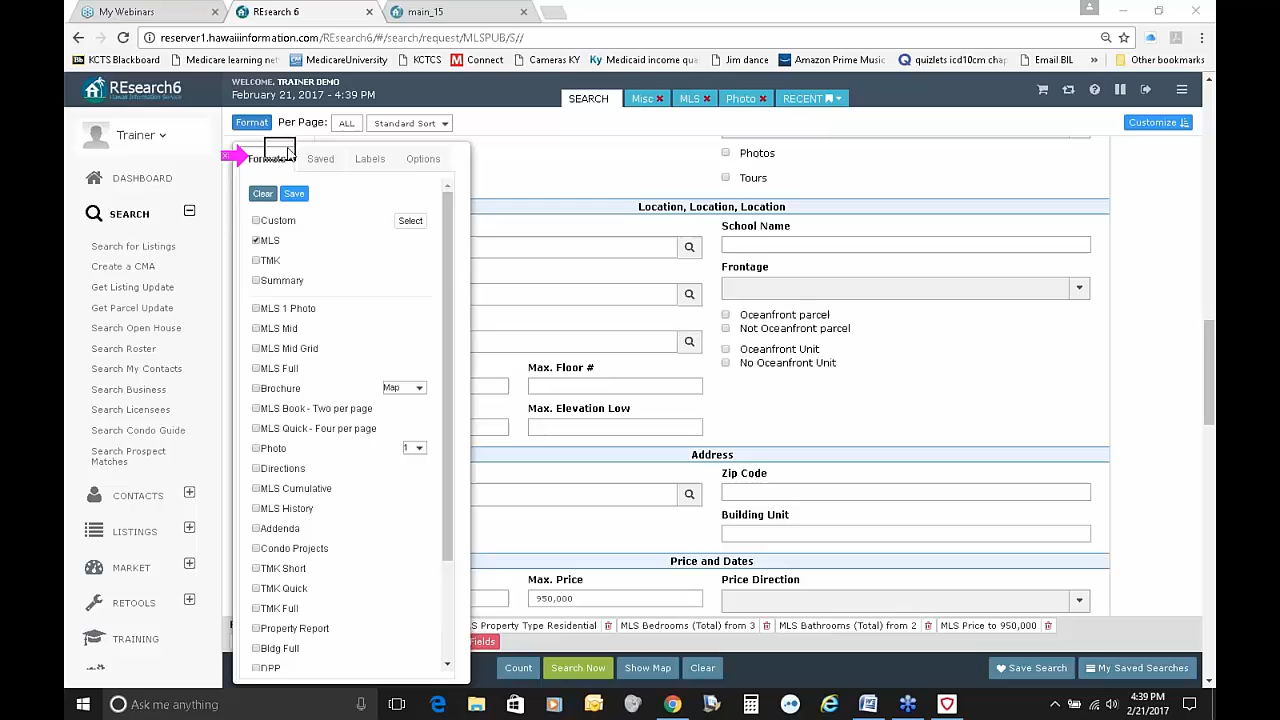 My Webinars
REsearch 6
main_15
reserver1.hawaiiinformation.com/REsearch6/#/search/request/MLSPUB/S//
KCTS Blackboard
Medicare learning net
MedicareUniversity
KCTCS
Connect
Cameras KY
Medicaid income qu
Jim dance
Amazon Prime Music
quizlets icd10cm chap
Email BIL
»
Other bookmarks
REsearch6
Hawaii Information Service
WELCOME, TRAINER DEMO
February 21, 2017 - 4:39 PM
SEARCH
Misc
MLS
Photo
RECENT
Trainer
Format
Per Page:
ALL
Standard Sort
Customize
Formats
Saved
Labels
Options
Clear
Save
Custom
Select
MLS
TMK
Summary
MLS 1 Photo
MLS Mid
MLS Mid Grid
MLS Full
Brochure
Map
MLS Book - Two per page
MLS Quick - Four per page
Photo
1
Directions
MLS Cumulative
MLS History
Addenda
Condo Projects
TMK Short
TMK Quick
TMK Full
Property Report
Bldg Full
DPP
DASHBOARD
SEARCH
Search for Listings
Create a CMA
Get Listing Update
Get Parcel Update
Search Open House
Search Roster
Search My Contacts
Search Business
Search Licensees
Search Condo Guide
Search Prospect
Matches
CONTACTS
LISTINGS
MARKET
RETOOLS
TRAINING
Photos
Tours
Location, Location, Location
School Name
Frontage
Oceanfront parcel
Not Oceanfront parcel
Oceanfront Unit
No Oceanfront Unit
Max. Floor #
Max. Elevation Low
Address
Zip Code
Building Unit
Price and Dates
Max. Price
950,000
Price Direction
LS Property Type Residential
MLS Bedrooms (Total) from 3
MLS Bathrooms (Total) from 2
MLS Price to 950,000
ields
Count
Search Now
Show Map
Clear
Save Search
My Saved Searches
Ask me anything
4:39 PM
2/21/2017